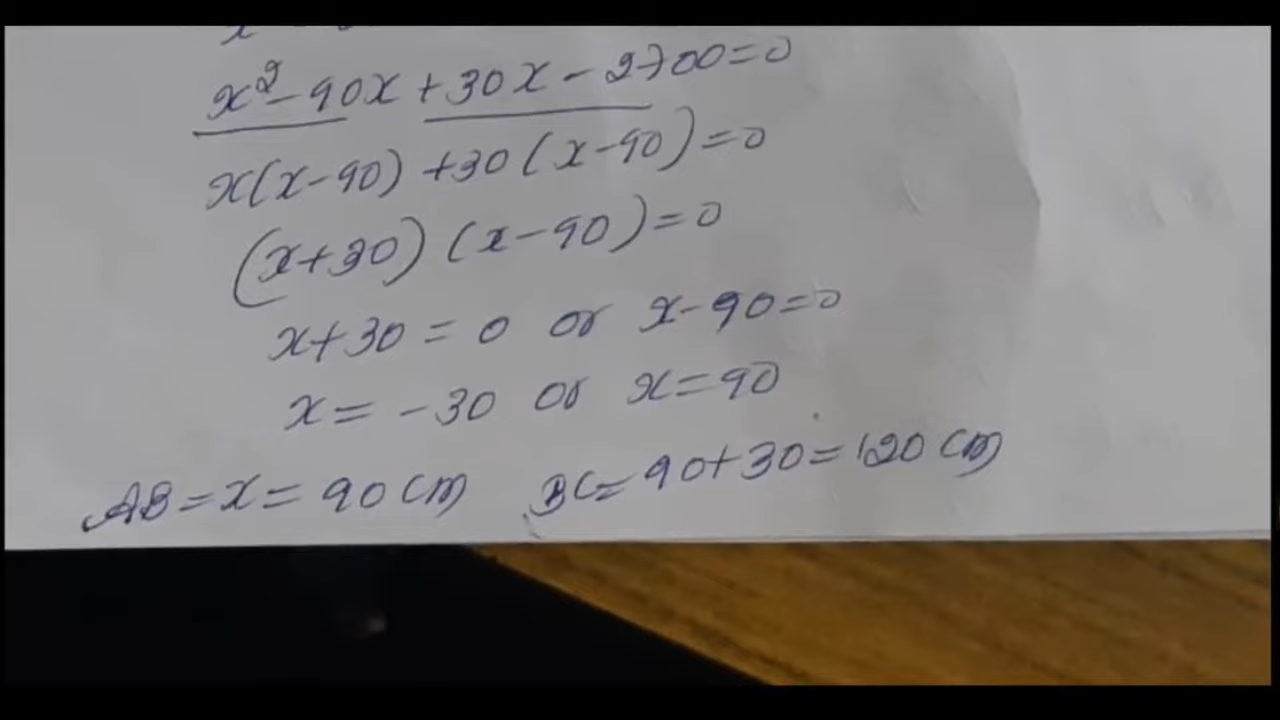 x² - 90x + 30x - 2700 = 0
x(x-90) + 30(x-90) = 0
(x+30) (x-90) = 0
x+30 = 0 or x-90=0
x = -30 or x = 90
AB = x = 90 cm BC = 90+30 = 120 cm